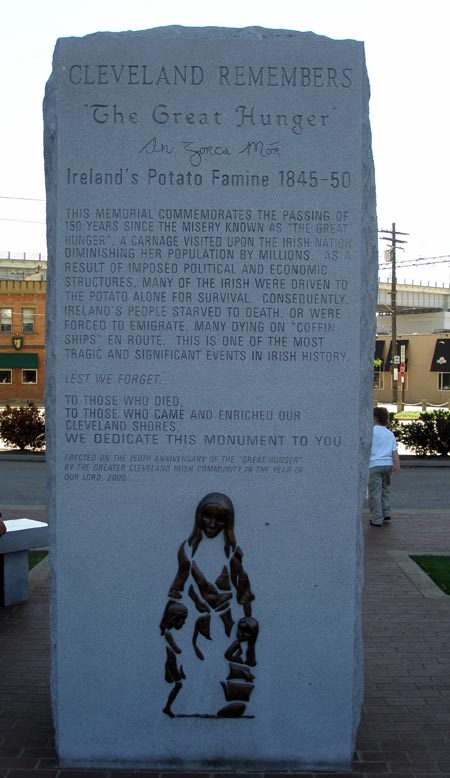 CLEVELAND REMEMBERS
"The Great Hunger"
An Gorca Mór
Ireland's Potato Famine 1845-50
THIS MEMORIAL COMMEMORATES THE PASSING OF
150 YEARS SINCE THE MISERY KNOWN AS "THE GREAT
HUNGER", A CARNAGE VISITED UPON THE IRISH NATION
DIMINISHING HER POPULATION BY MILLIONS. AS A
RESULT OF IMPOSED POLITICAL AND ECONOMIC
STRUCTURES, MANY OF THE IRISH WERE DRIVEN TO
THE POTATO ALONE FOR SURVIVAL. CONSEQUENTLY,
IRELAND'S PEOPLE STARVED TO DEATH, OR WERE
FORCED TO EMIGRATE, MANY DYING ON "COFFIN
SHIPS" EN ROUTE. THIS IS ONE OF THE MOST
TRAGIC AND SIGNIFICANT EVENTS IN IRISH HISTORY.
LEST WE FORGET:
TO THOSE WHO DIED,
TO THOSE WHO CAME AND ENRICHED OUR
CLEVELAND SHORES,
WE DEDICATE THIS MONUMENT TO YOU.
ERECTED ON THE 150TH ANNIVERSARY OF THE "GREAT HUNGER"
BY THE GREATER CLEVELAND IRISH COMMUNITY IN THE YEAR OF
OUR LORD, 2000.